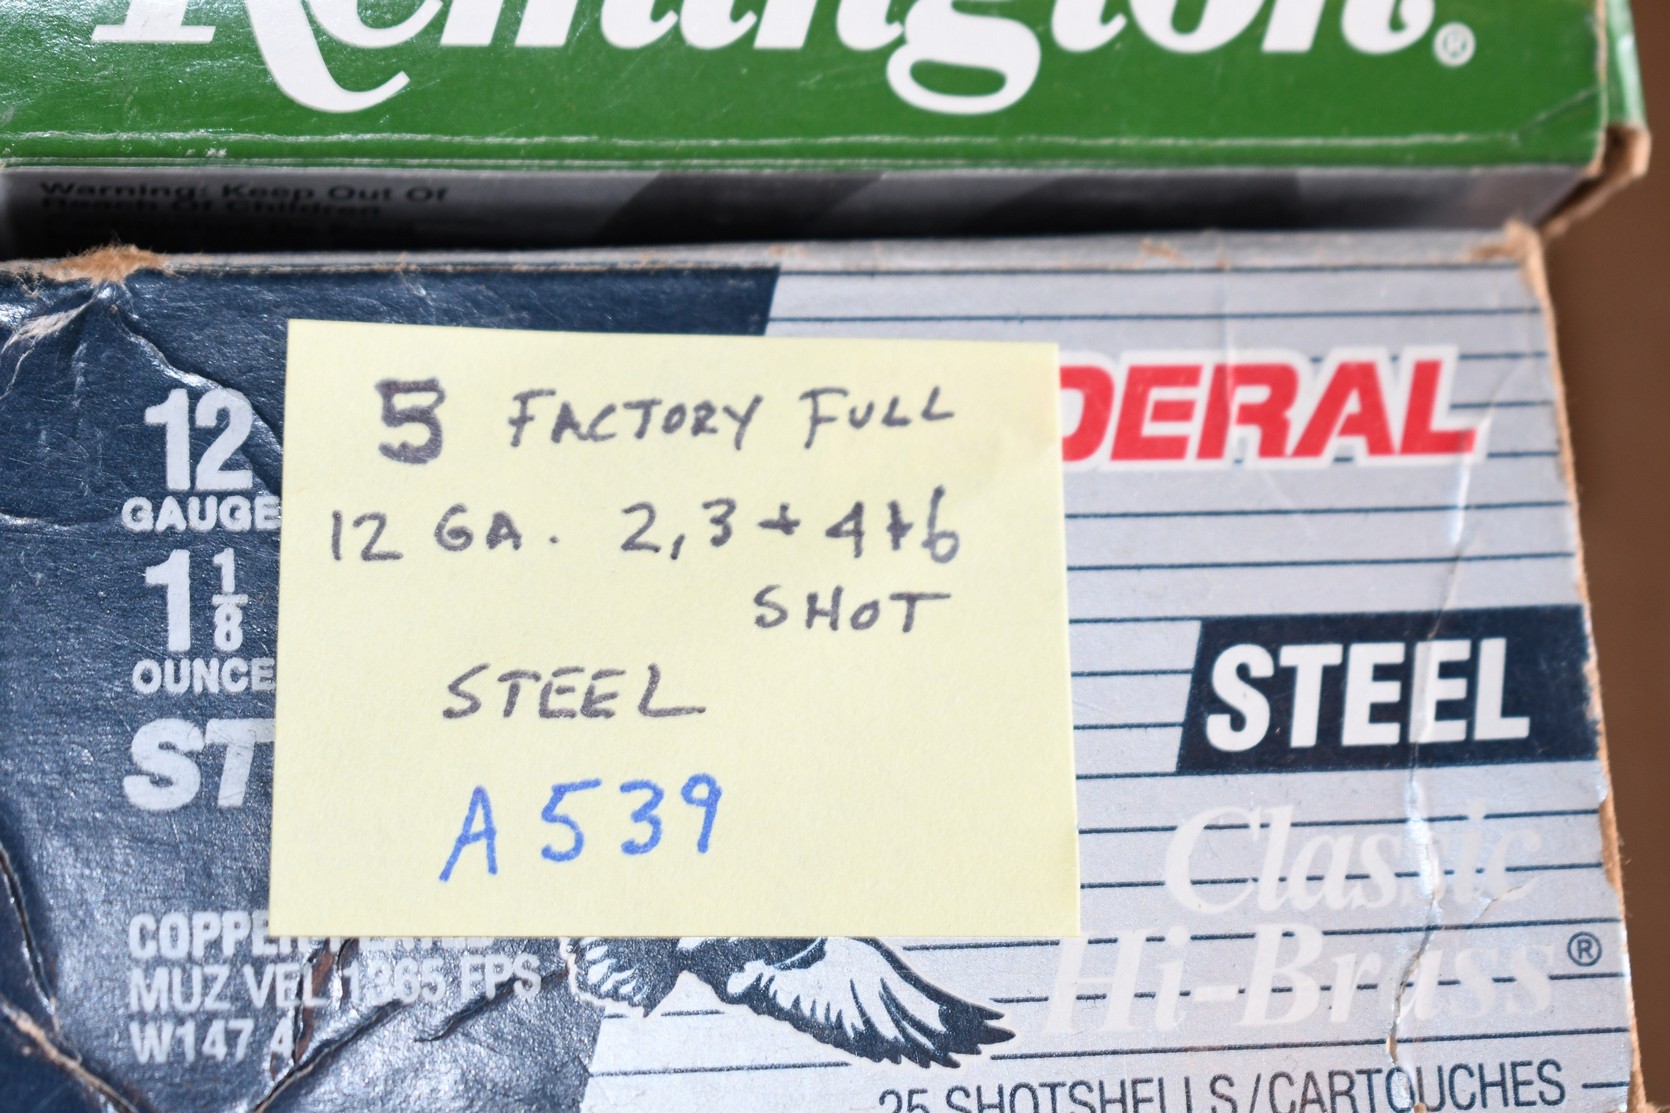 Remington®
Warning: Keep Out Of
Reach Of Children
DERAL
12
GAUGE
1 1/8
OUNCE
ST
5 FACTORY FULL
12 GA. 2,3 + 4+6
SHOT
STEEL
A539
STEEL
Classic
Hi-Brass®
MUZ VEL 1365 FPS
W147 4
25 SHOTSHELLS/CARTOUCHES